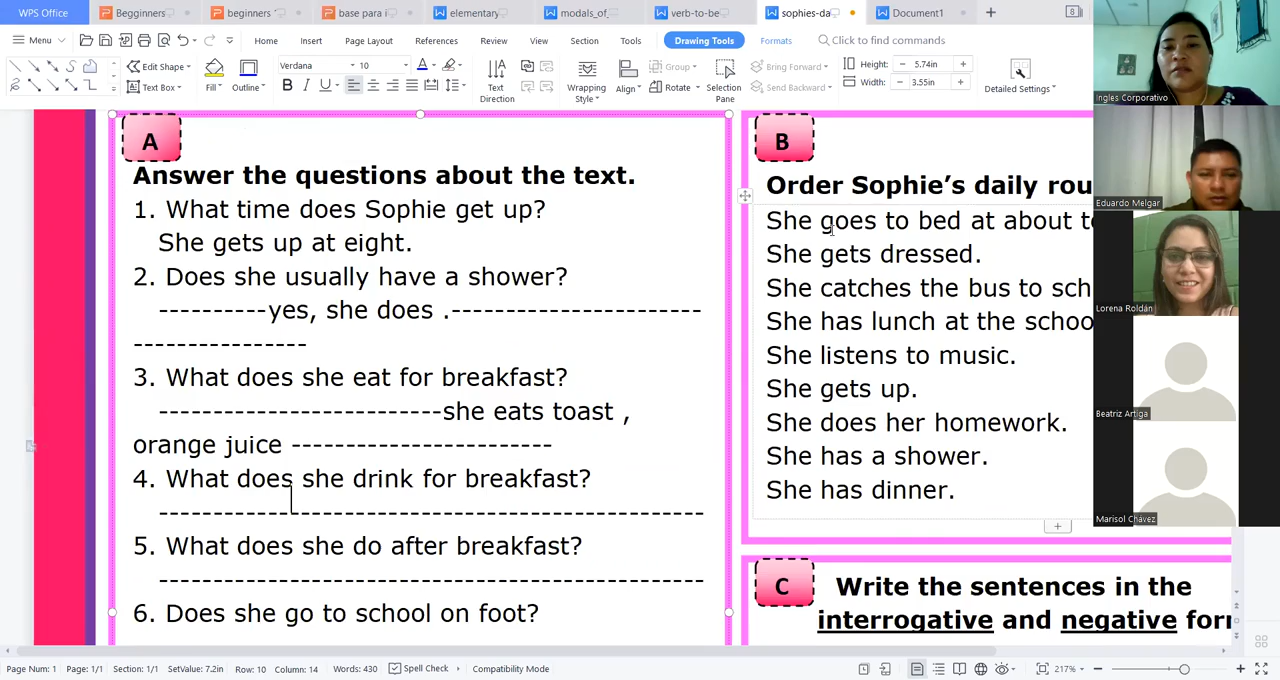 WPS Office Begginners beginners base para i elementary modals_of verb-to-be sophies-da Document1 + 8
Menu Home Insert Page Layout References Review View Section Tools Drawing Tools Formats Click to find commands
Edit Shape Text Box Fill Outline Verdana 10 B I U Text Direction Wrapping Style Align Group Rotate Selection Pane Bring Forward Send Backward Height: 5.74in Width: 3.55in Detailed Settings
Ingles Corporativo
Eduardo Melgar
Lorena Roldán
Beatriz Artiga
Marisol Chávez
A
Answer the questions about the text.
1. What time does Sophie get up?
She gets up at eight.
2. Does she usually have a shower?
----------yes, she does .-----------------------
----------------
3. What does she eat for breakfast?
--------------------------she eats toast ,
orange juice ------------------------
4. What does she drink for breakfast?
--------------------------------------------------
5. What does she do after breakfast?
--------------------------------------------------
6. Does she go to school on foot?
B
Order Sophie's daily rou
She goes to bed at about t
She gets dressed.
She catches the bus to sch
She has lunch at the schoo
She listens to music.
She gets up.
She does her homework.
She has a shower.
She has dinner.
C
Write the sentences in the
interrogative and negative for
Page Num: 1 Page: 1/1 Section: 1/1 SetValue: 7.2in Row: 10 Column: 14 Words: 430 Spell Check Compatibility Mode 217%